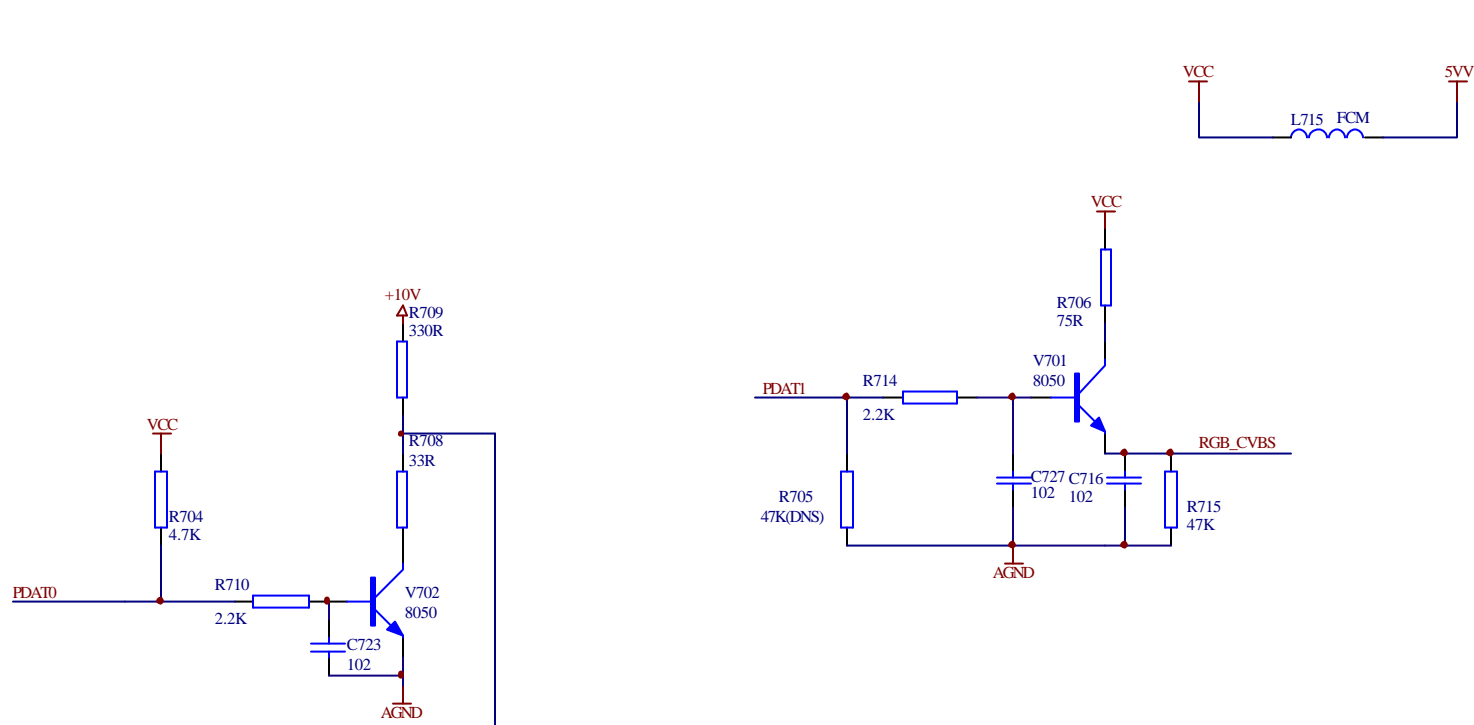 VCC
5VV
L715 FCM
VCC
R706
75R
+10V
R709
330R
V701
8050
PDAT1
R714
2.2K
VCC
R708
33R
RGB_CVBS
C727
102
C716
102
R705
47K(DNS)
R715
47K
R704
4.7K
AGND
PDAT0
R710
2.2K
V702
8050
C723
102
AGND